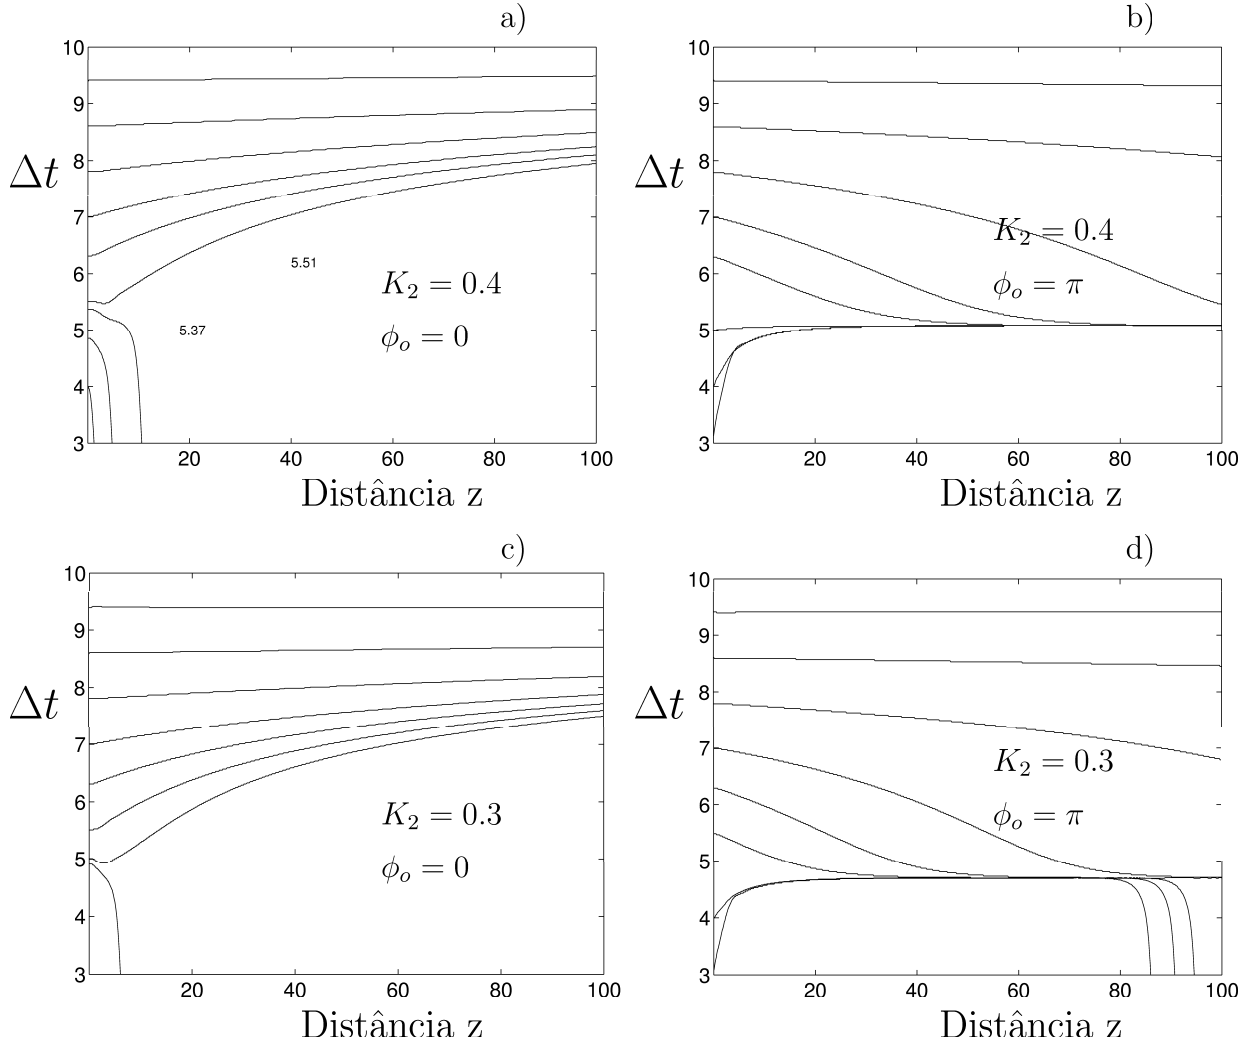 a)
10
9
8
7
6
5
4
3
Δt
5.51
5.37
K₂ = 0.4
ϕₒ = 0
20 40 60 80 100
Distância z
b)
10
9
8
7
6
5
4
3
Δt
K₂ = 0.4
ϕₒ = π
20 40 60 80 100
Distância z
c)
10
9
8
7
6
5
4
3
Δt
K₂ = 0.3
ϕₒ = 0
20 40 60 80 100
Distância z
d)
10
9
8
7
6
5
4
3
Δt
K₂ = 0.3
ϕₒ = π
20 40 60 80 100
Distância z